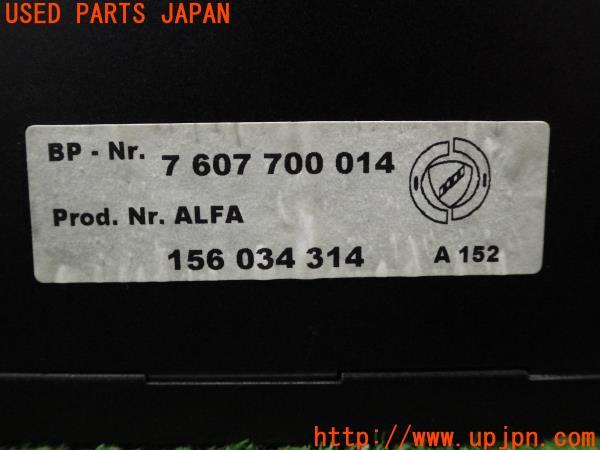 USED PARTS JAPAN
BP - Nr. 7 607 700 014
Prod. Nr. ALFA
156 034 314 A 152
http://www.upjpn.com